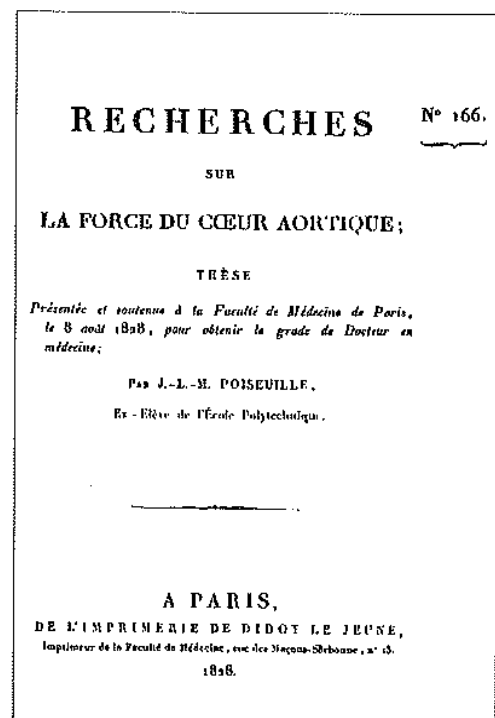 RECHERCHES
N° 166.
SUR
LA FORCE DU CŒUR AORTIQUE;
THÈSE
Présentée et soutenue à la Faculté de Médecine de Paris,
le 8 août 1828, pour obtenir le grade de Docteur en
médecine;
PAR J.-L.-M. POISEUILLE,
Ex-Elève de l'École Polytechnique.
A PARIS,
DE L'IMPRIMERIE DE DIDOT LE JEUNE,
Imprimeur de la Faculté de Médecine, rue des Maçons-Sorbonne, n° 13.
1828.